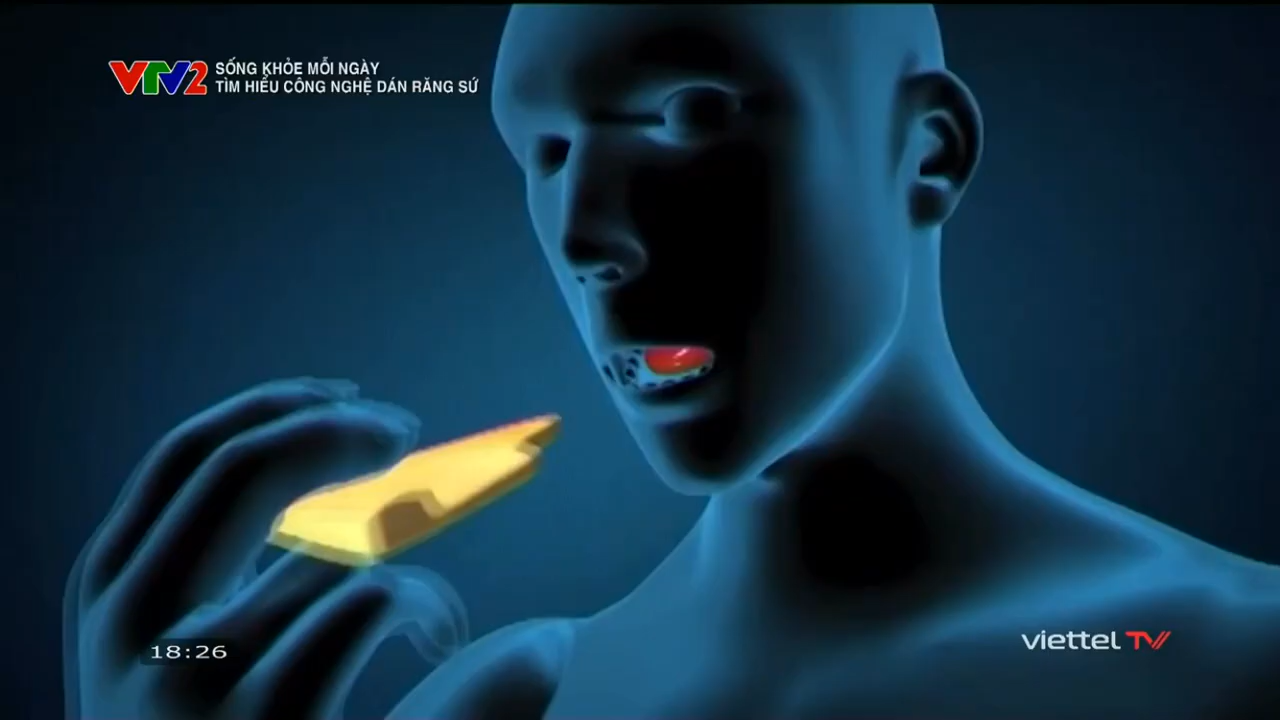 VTV2
SỐNG KHỎE MỖI NGÀY
TÌM HIỂU CÔNG NGHỆ DÁN RĂNG SỨ
18:26
viettel TV